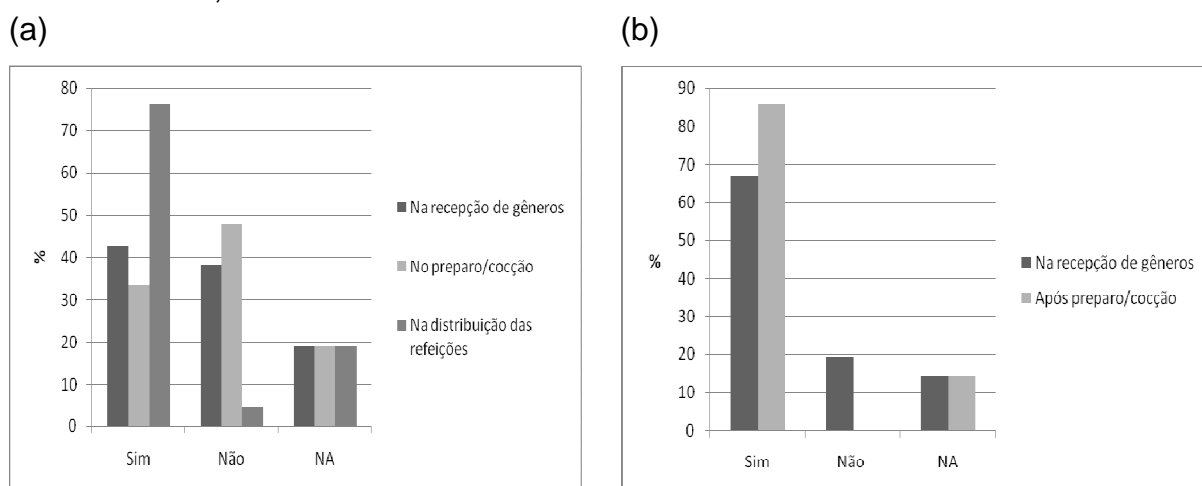 (a)
(b)
80
70
60
50
40
30
20
10
0
%
Sim
Não
NA
Na recepção de gêneros
No preparo/cocção
Na distribuição das
refeições
90
80
70
60
50
40
30
20
10
0
%
Sim
Não
NA
Na recepção de gêneros
Após preparo/cocção